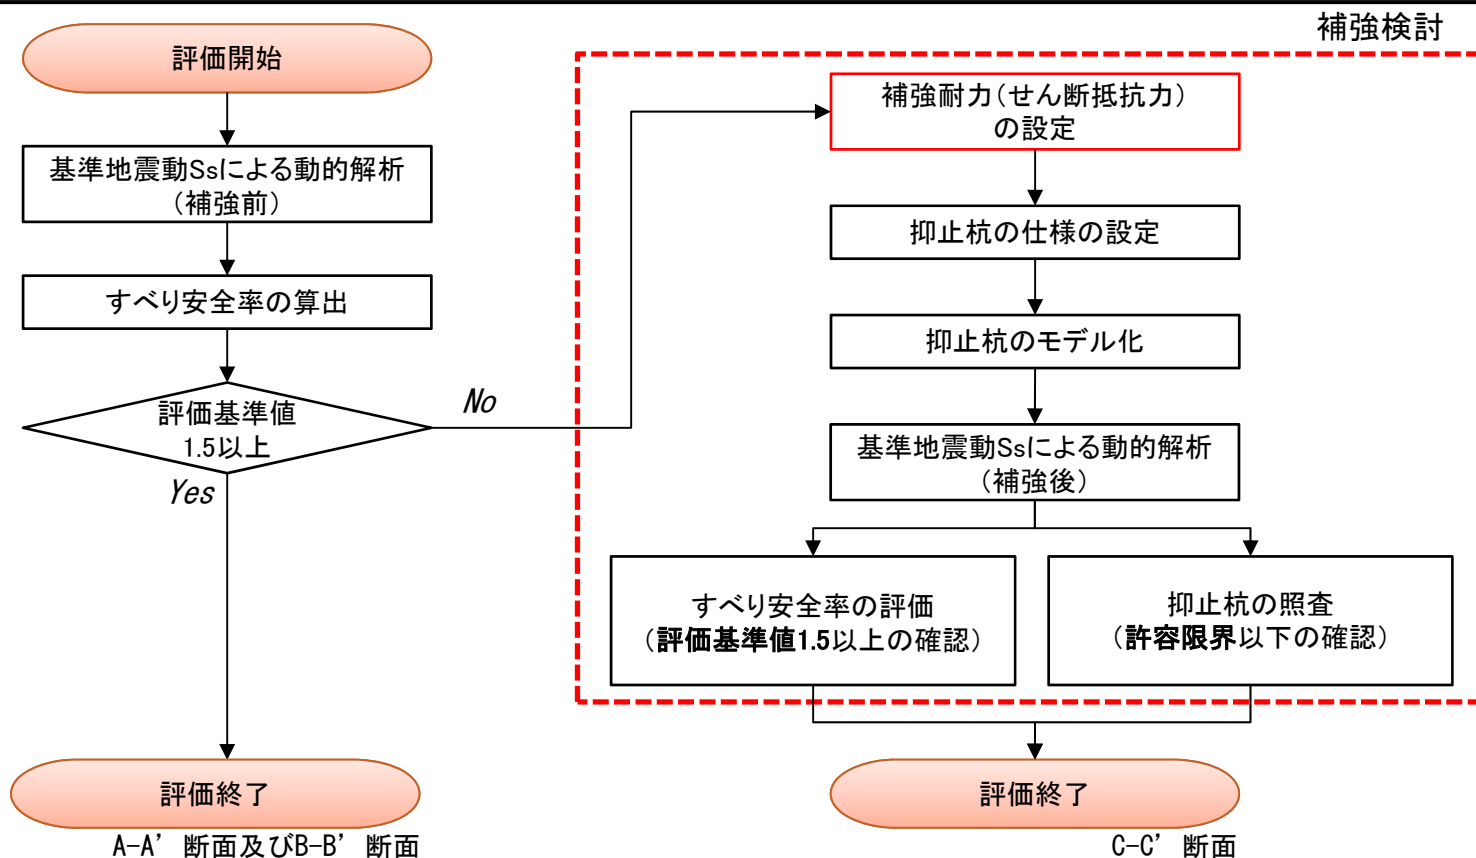 補強検討
評価開始
基準地震動Ssによる動的解析
(補強前)
すべり安全率の算出
評価基準値
1.5以上
No
Yes
評価終了
A-A’断面及びB-B’断面
補強耐力(せん断抵抗力)
の設定
抑止杭の仕様の設定
抑止杭のモデル化
基準地震動Ssによる動的解析
(補強後)
すべり安全率の評価
(評価基準値1.5以上の確認)
抑止杭の照査
(許容限界以下の確認)
評価終了
C-C’断面